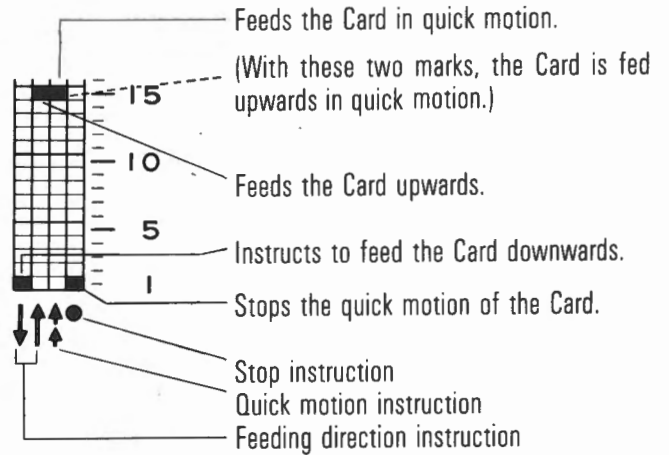 Feeds the Card in quick motion.
(With these two marks, the Card is fed
upwards in quick motion.)
15
10
Feeds the Card upwards.
5
Instructs to feed the Card downwards.
1
Stops the quick motion of the Card.
Stop instruction
Quick motion instruction
Feeding direction instruction